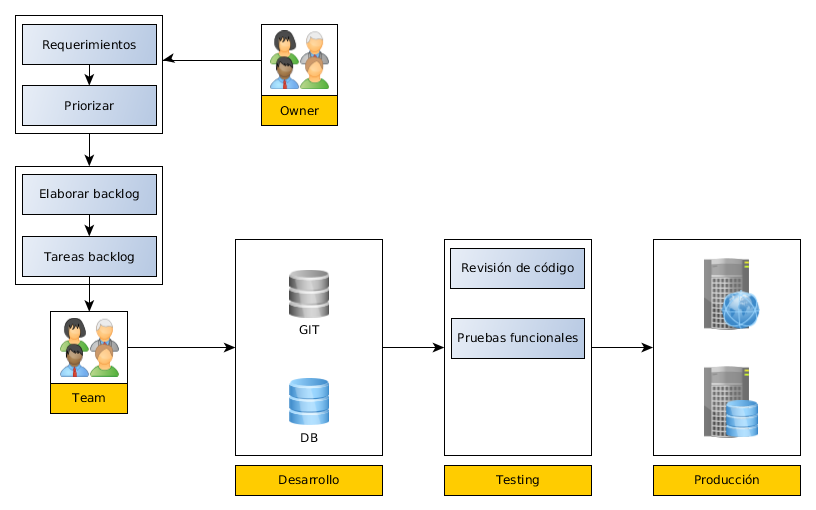 Requerimientos
Priorizar
Owner
Elaborar backlog
Tareas backlog
Team
GIT
DB
Desarrollo
Revisión de código
Pruebas funcionales
Testing
Producción